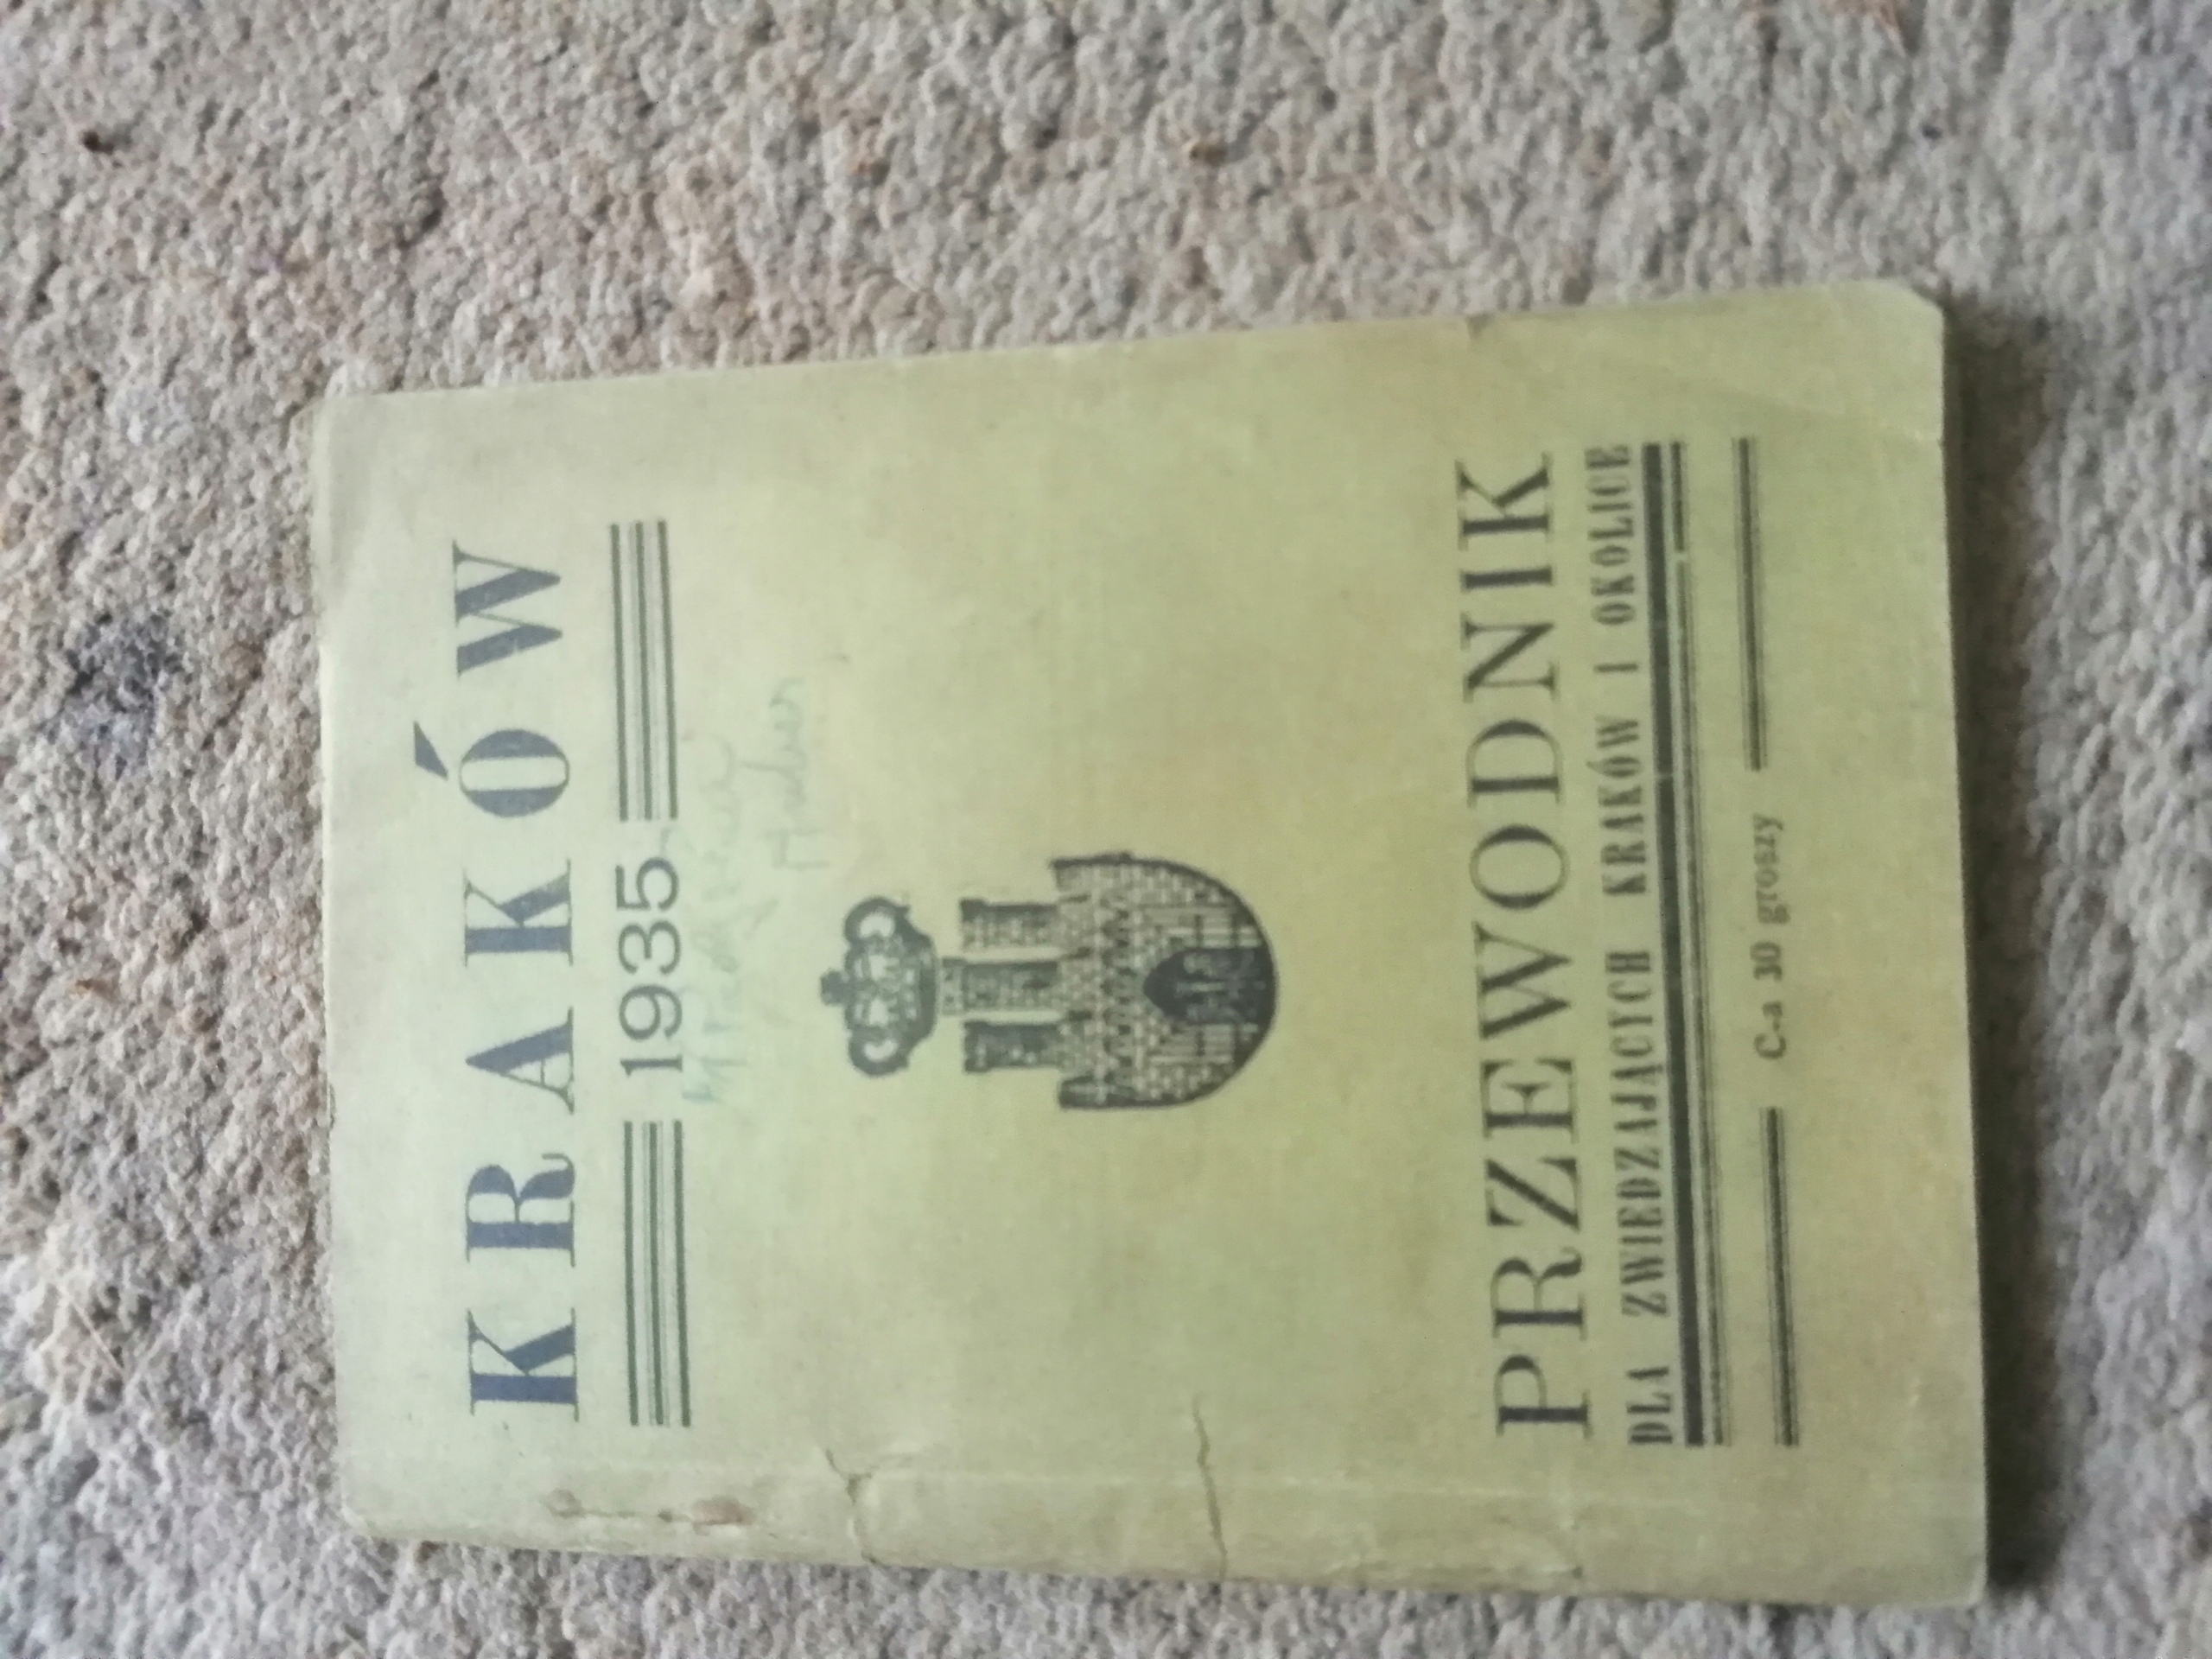 KRAKÓW
1935
PRZEWODNIK
DLA ZWIEDZAJĄCYCH KRAKÓW I OKOLICE
C-a 30 groszy